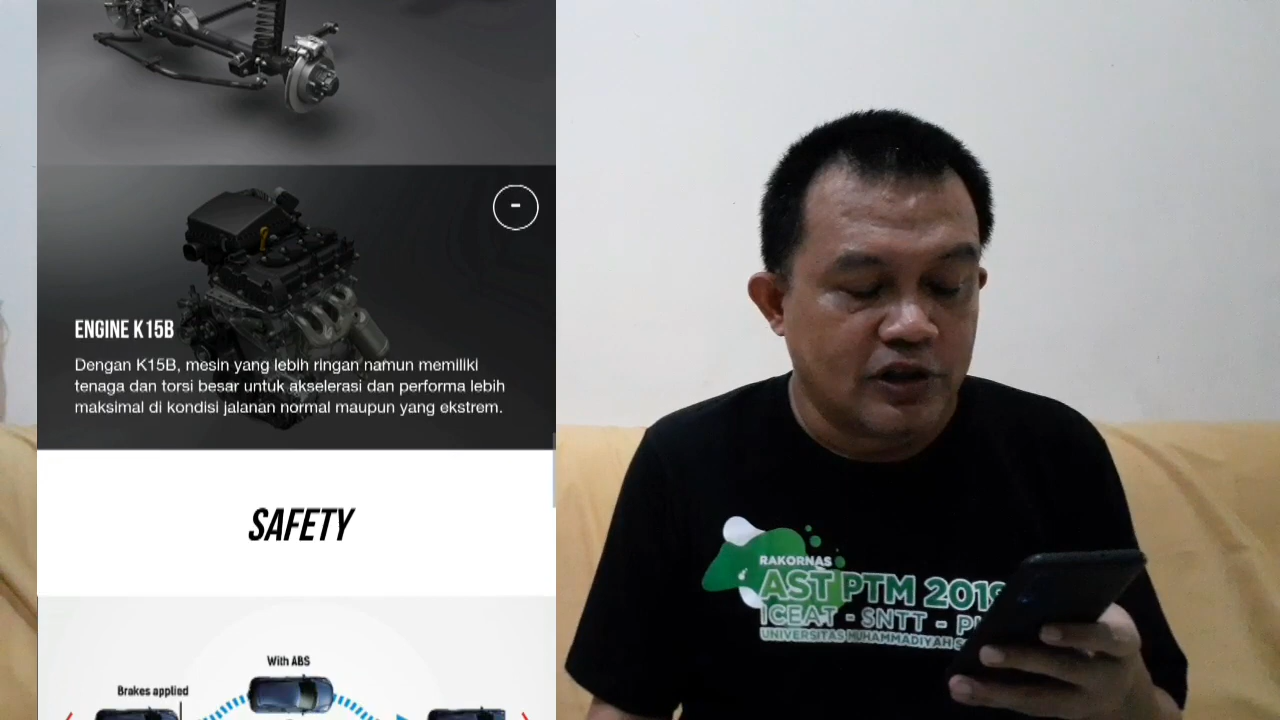 -
ENGINE K15B
Dengan K15B, mesin yang lebih ringan namun memiliki
tenaga dan torsi besar untuk akselerasi dan performa lebih
maksimal di kondisi jalanan normal maupun yang ekstrem.
SAFETY
With ABS
Brakes applied
RAKORNAS
AST PTM 2019
ICEAT - SNTT -
UNIVERSITAS MUHAMMADIYAH